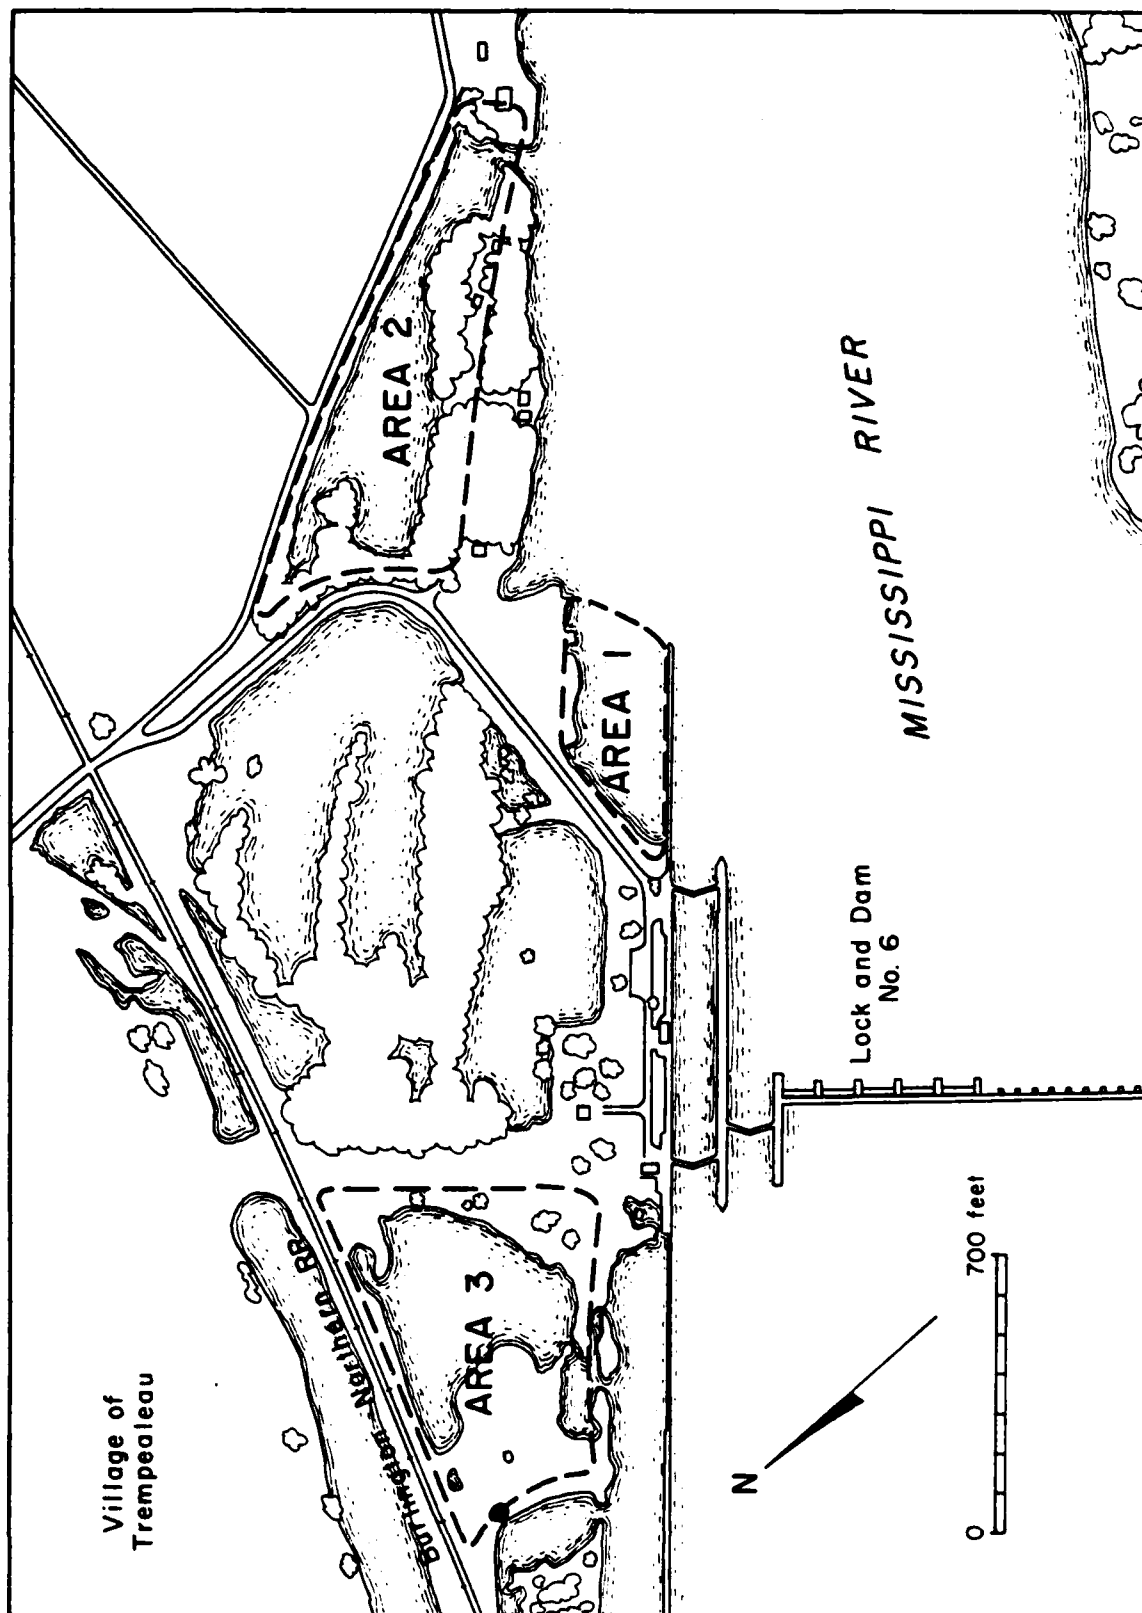 Village of
Trempealeau
Burlington Northern RR
AREA 3
AREA 2
AREA 1
MISSISSIPPI RIVER
Lock and Dam
No. 6
N
0 700 feet